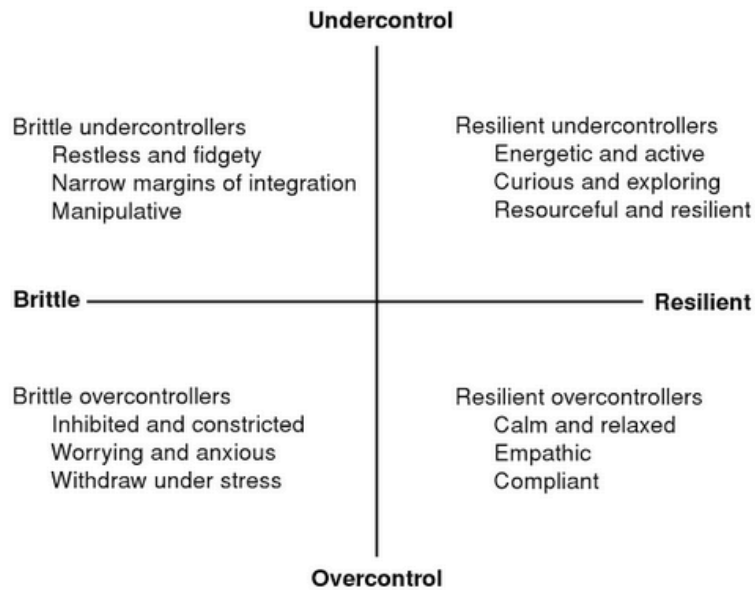 Undercontrol
Brittle undercontrollers
Restless and fidgety
Narrow margins of integration
Manipulative
Resilient undercontrollers
Energetic and active
Curious and exploring
Resourceful and resilient
Brittle
Resilient
Brittle overcontrollers
Inhibited and constricted
Worrying and anxious
Withdraw under stress
Resilient overcontrollers
Calm and relaxed
Empathic
Compliant
Overcontrol